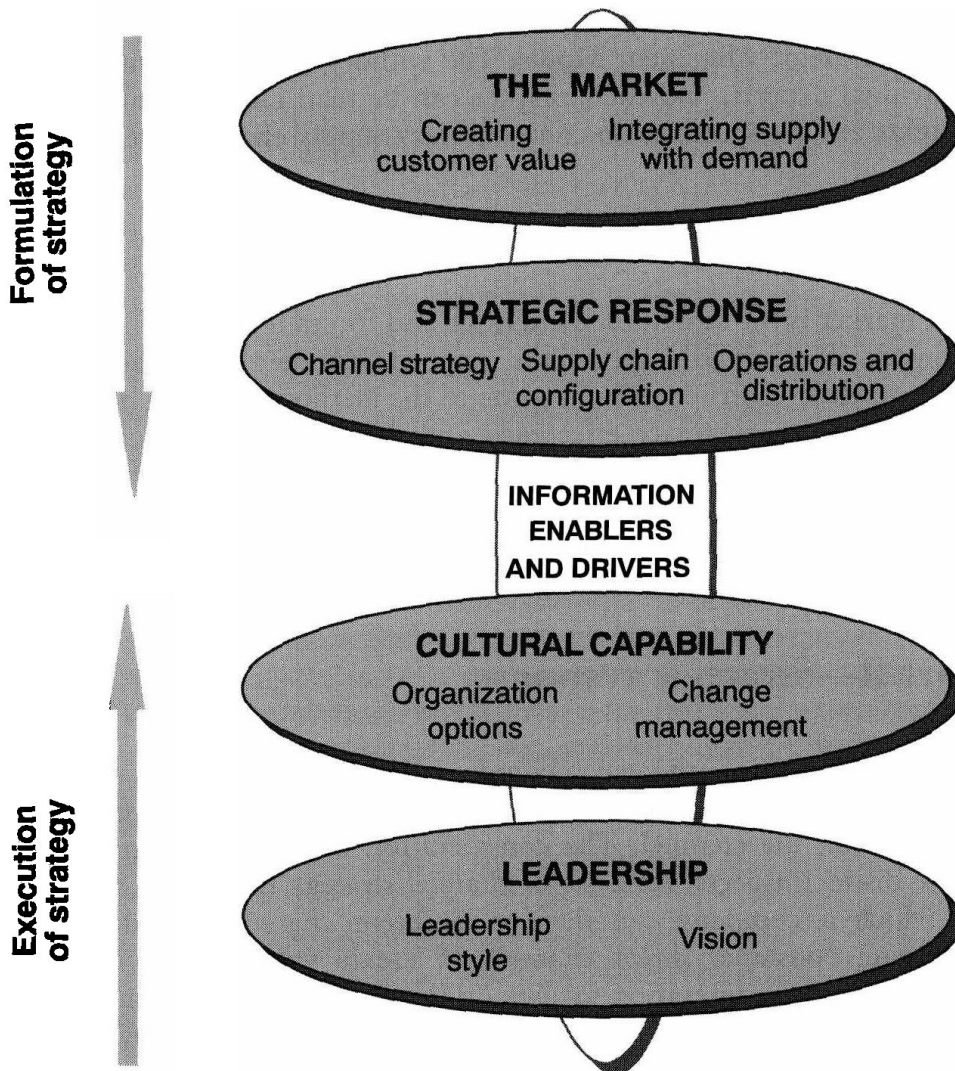 Formulation
of strategy
THE MARKET
Creating
customer value
Integrating supply
with demand
STRATEGIC RESPONSE
Channel strategy
Supply chain
configuration
Operations and
distribution
INFORMATION
ENABLERS
AND DRIVERS
Execution
of strategy
CULTURAL CAPABILITY
Organization
options
Change
management
LEADERSHIP
Leadership
style
Vision